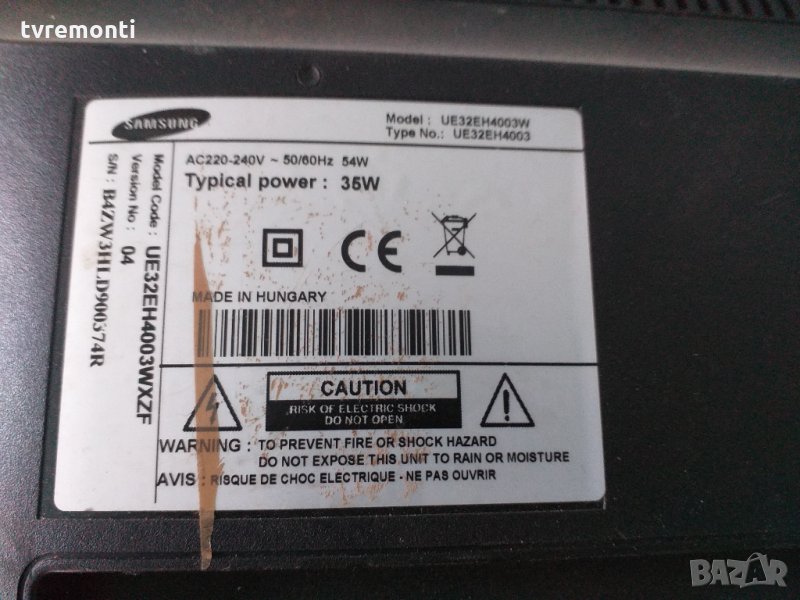 tvremonti
SAMSUNG
Model : UE32EH4003W
Type No.: UE32EH4003
AC220-240V ~ 50/60Hz 54W
Typical power : 35W
Model Code : UE32EH4003WXZF
Version No : 04
S/N : B4ZW3HLD900374R
CE
MADE IN HUNGARY
CAUTION
RISK OF ELECTRIC SHOCK
DO NOT OPEN
WARNING : TO PREVENT FIRE OR SHOCK HAZARD
DO NOT EXPOSE THIS UNIT TO RAIN OR MOISTURE
AVIS : RISQUE DE CHOC ELECTRIQUE - NE PAS OUVRIR
BAZAR